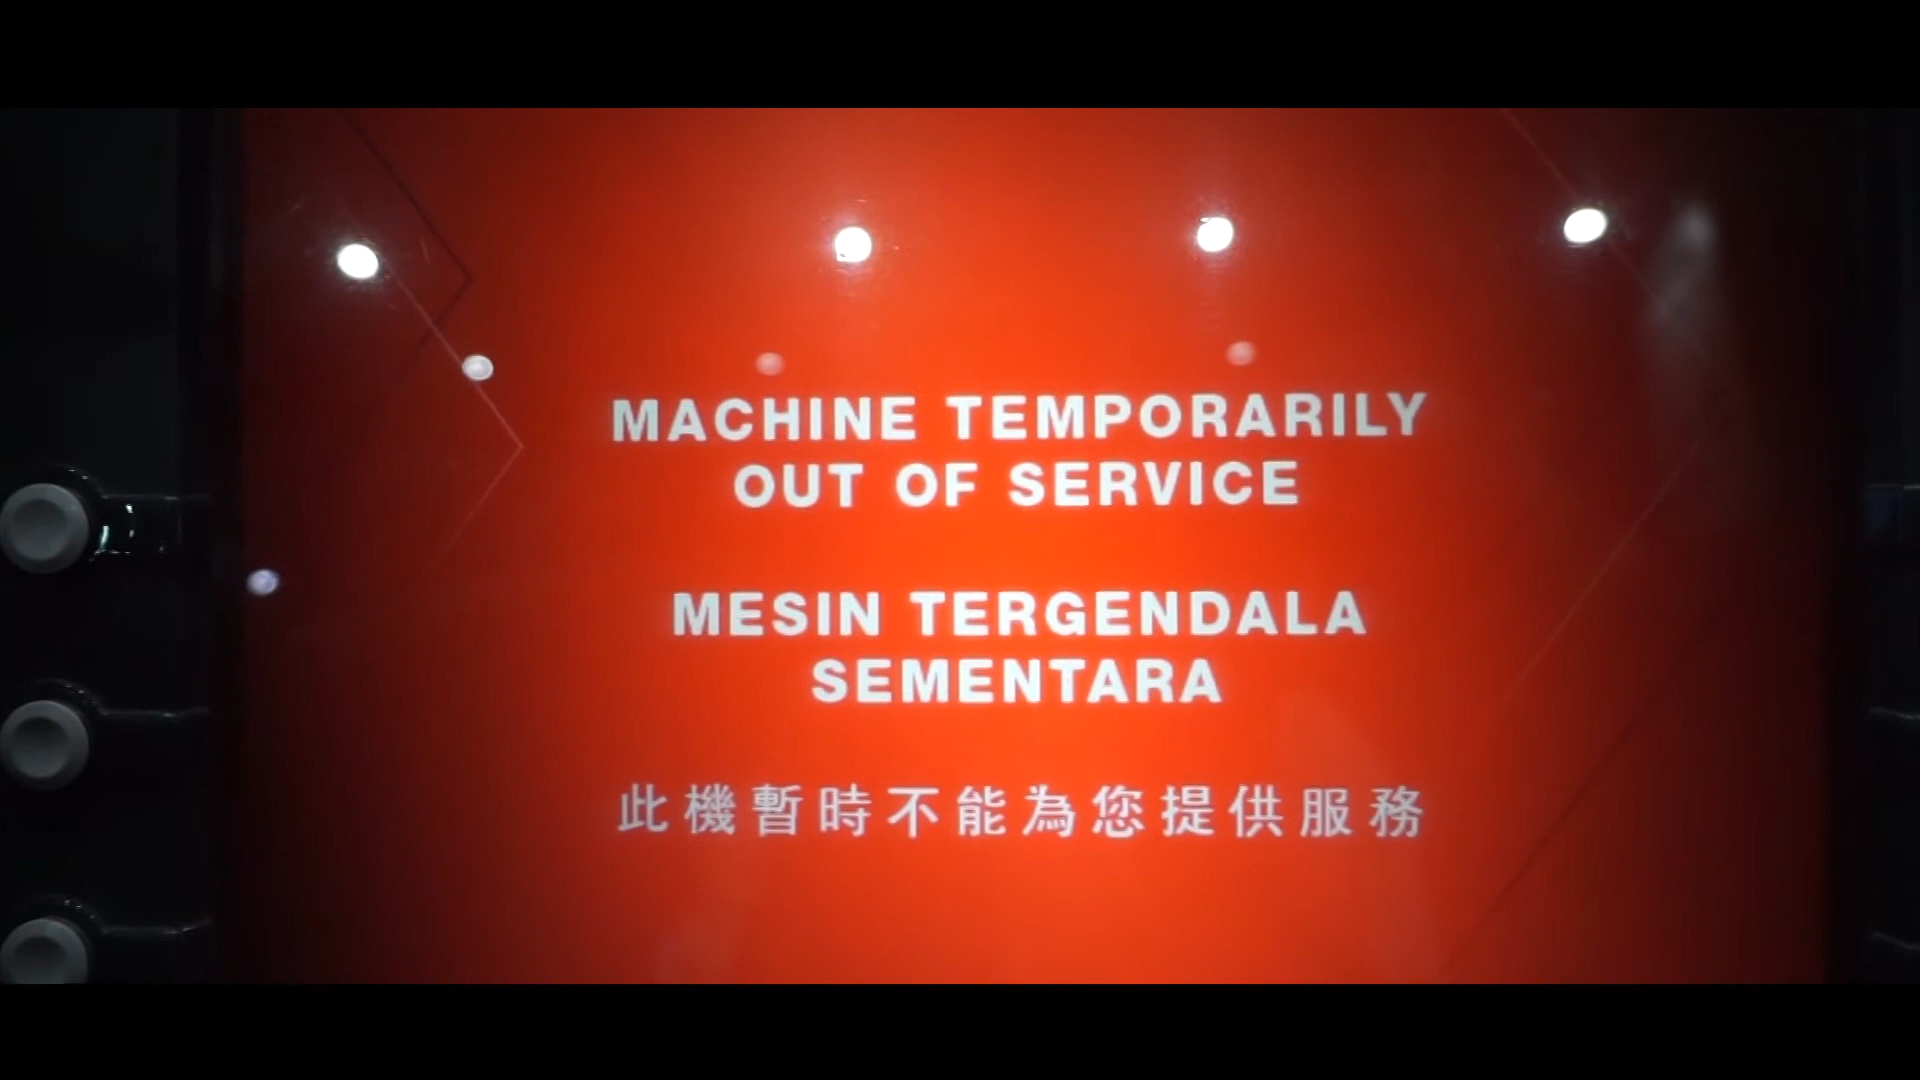 MACHINE TEMPORARILY
OUT OF SERVICE
MESIN TERGENDALA
SEMENTARA
此機暫時不能為您提供服務